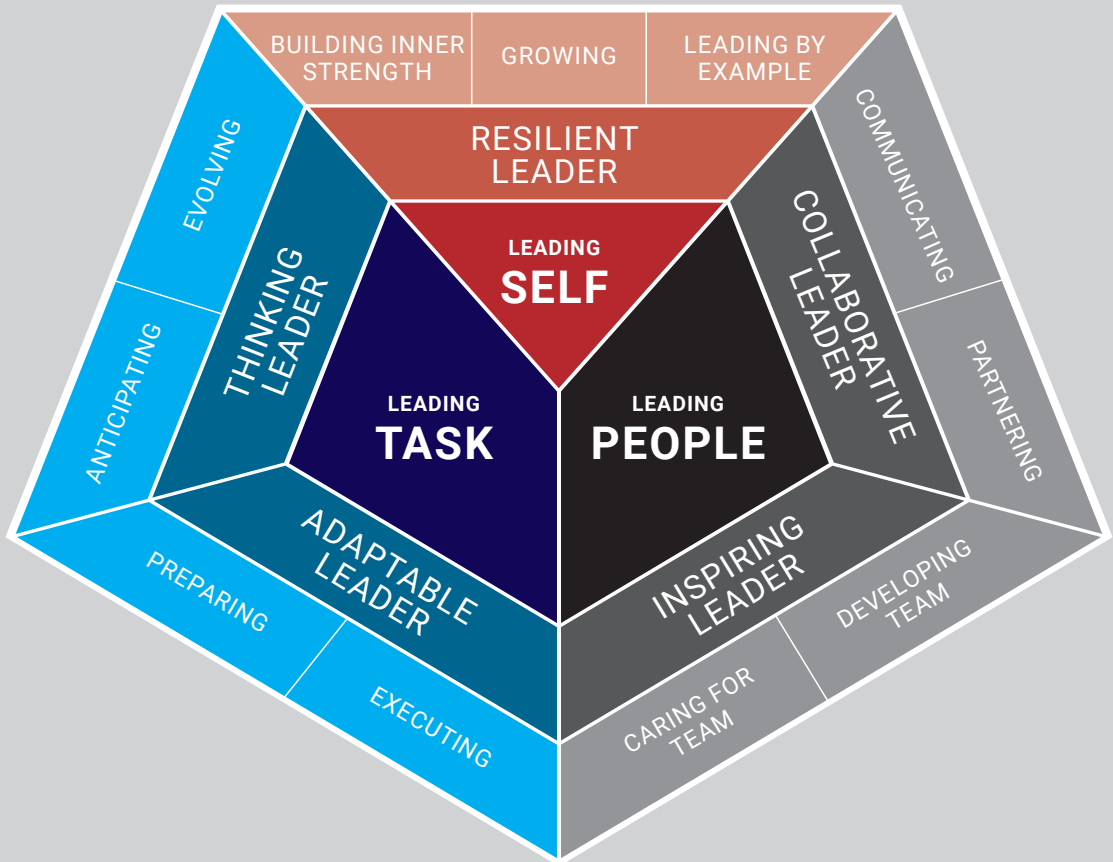 BUILDING INNER
STRENGTH
GROWING
LEADING BY
EXAMPLE
RESILIENT
LEADER
LEADING
SELF
COMMUNICATING
PARTNERING
COLLABORATIVE
LEADER
LEADING
PEOPLE
INSPIRING
LEADER
DEVELOPING
TEAM
CARING FOR
TEAM
EVOLVING
ANTICIPATING
THINKING
LEADER
LEADING
TASK
ADAPTABLE
LEADER
PREPARING
EXECUTING